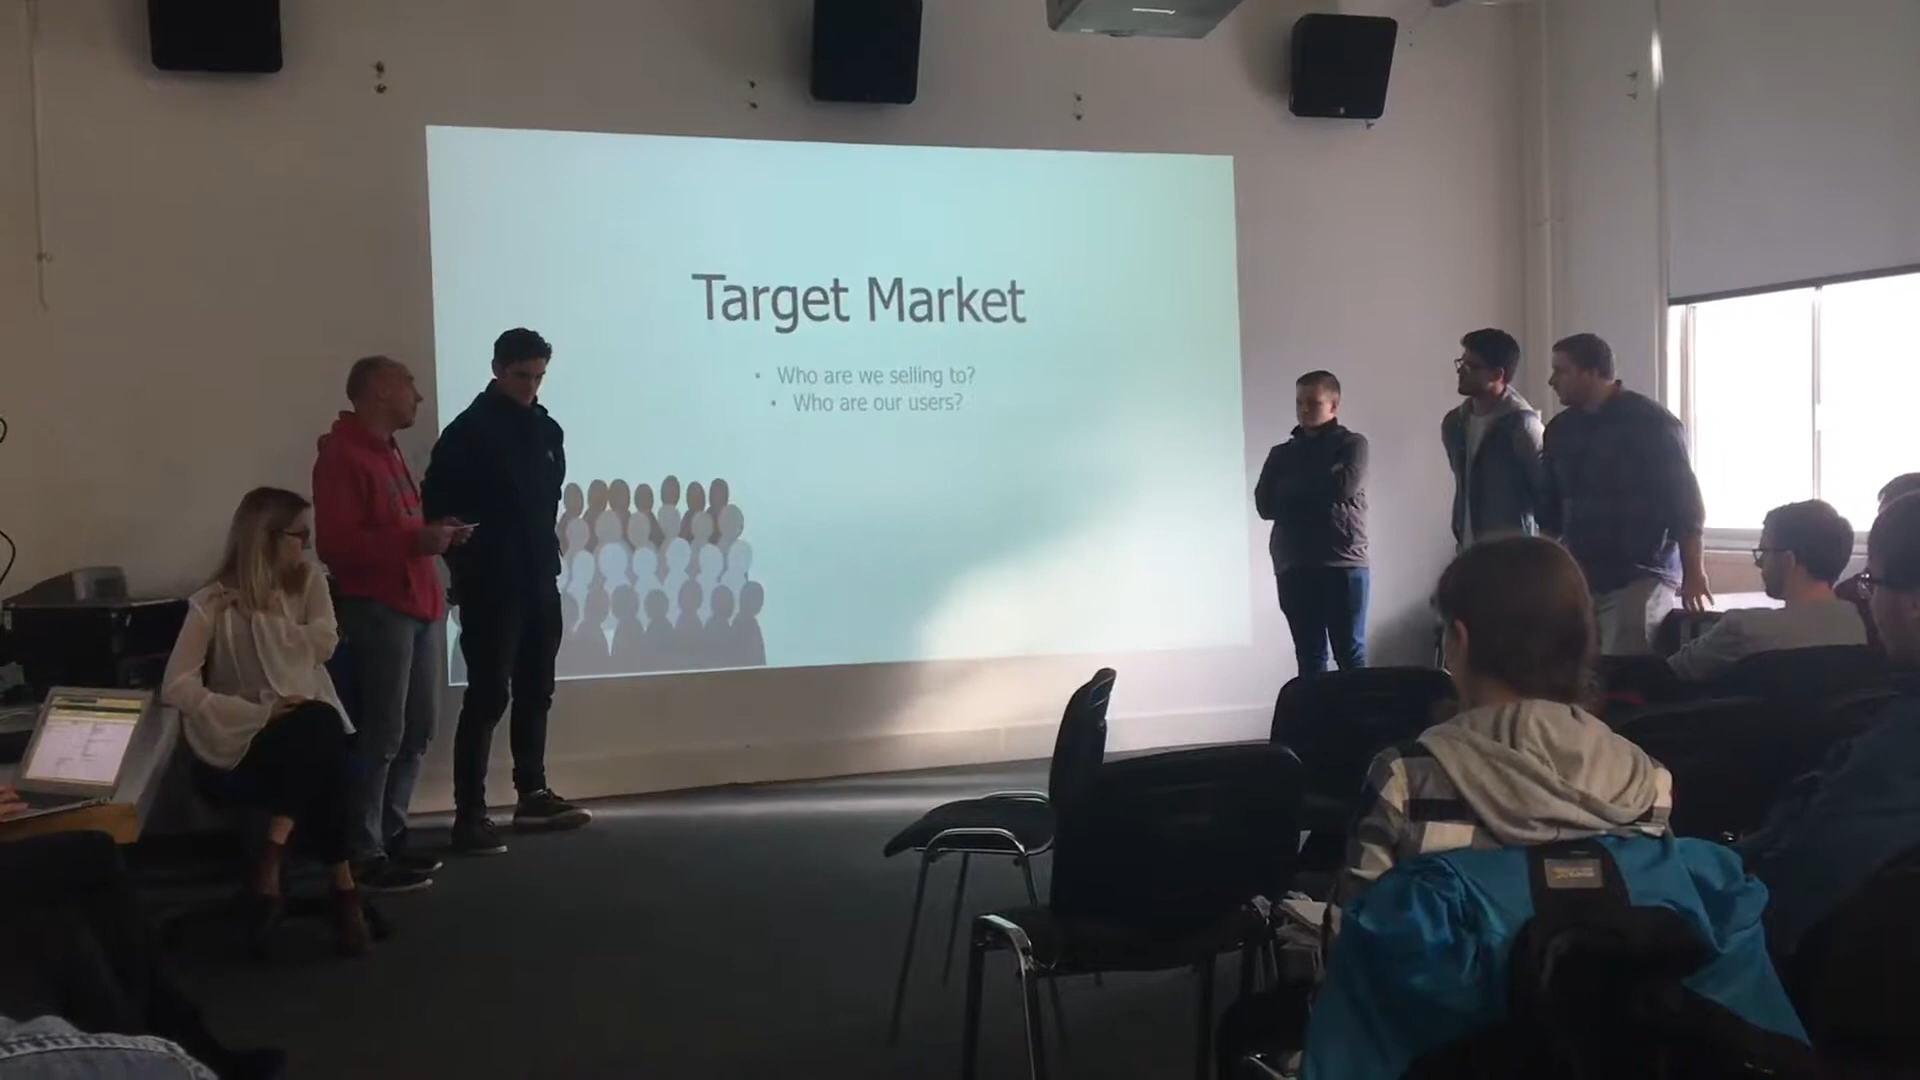 Target Market
• Who are we selling to?
• Who are our users?